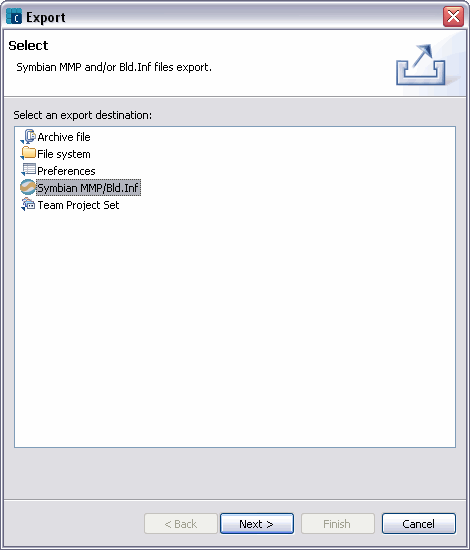 Export
Select
Symbian MMP and/or Bld.Inf files export.
Select an export destination:
Archive file
File system
Preferences
Symbian MMP/Bld.Inf
Team Project Set
< Back
Next >
Finish
Cancel